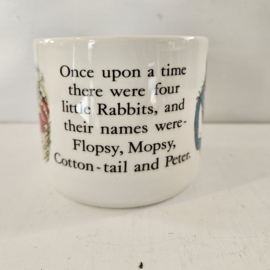 Once upon a time
there were four
little Rabbits, and
their names were-
Flopsy, Mopsy,
Cotton-tail and Peter.